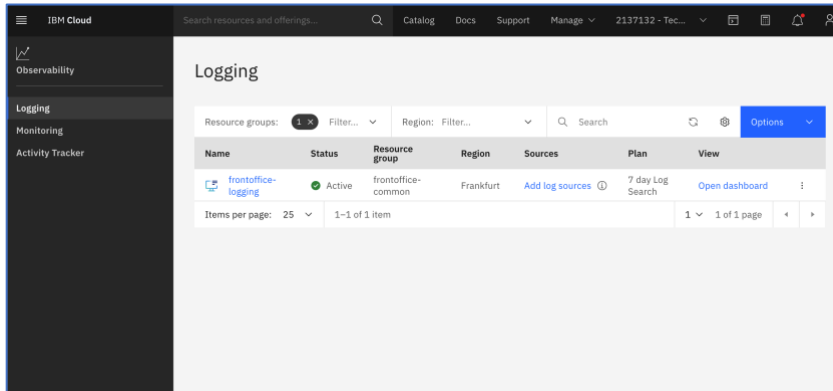 IBM Cloud Search resources and offerings... Catalog Docs Support Manage 2137132 - Tec...
Observability
Logging
Monitoring
Activity Tracker
Logging
Resource groups: 1 × Filter... Region: Filter... Search Options
Name Status Resource group Region Sources Plan View
frontoffice-logging Active frontoffice-common Frankfurt Add log sources 7 day Log Search Open dashboard
Items per page: 25 1–1 of 1 item 1 1 of 1 page